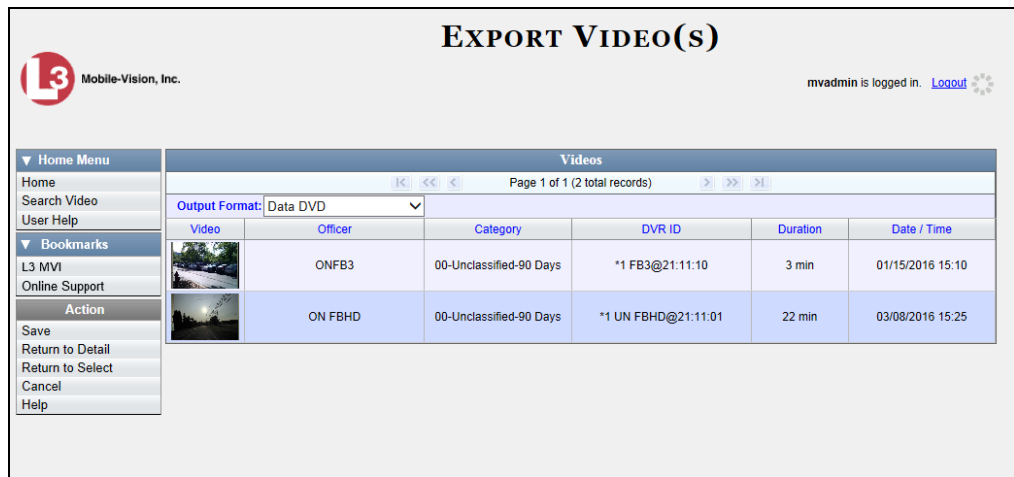 EXPORT VIDEO(S)
L3 Mobile-Vision, Inc.
mvadmin is logged in. Logout
▼ Home Menu
Home
Search Video
User Help
▼ Bookmarks
L3 MVI
Online Support
Action
Save
Return to Detail
Return to Select
Cancel
Help
Videos
Page 1 of 1 (2 total records)
Output Format: Data DVD
Video Officer Category DVR ID Duration Date / Time
ONFB3 00-Unclassified-90 Days *1 FB3@21:11:10 3 min 01/15/2016 15:10
ON FBHD 00-Unclassified-90 Days *1 UN FBHD@21:11:01 22 min 03/08/2016 15:25